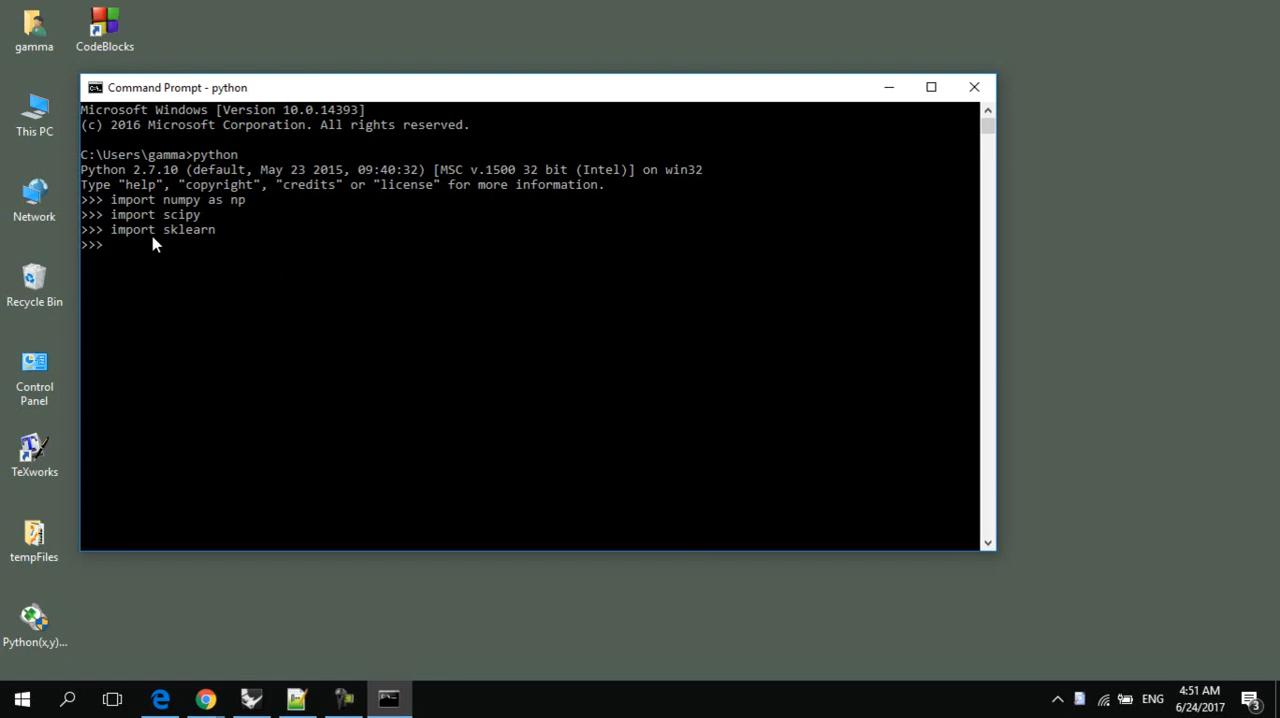 gamma
CodeBlocks
Command Prompt - python
Microsoft Windows [Version 10.0.14393]
(c) 2016 Microsoft Corporation. All rights reserved.
C:\Users\gamma>python
Python 2.7.10 (default, May 23 2015, 09:40:32) [MSC v.1500 32 bit (Intel)] on win32
Type "help", "copyright", "credits" or "license" for more information.
>>> import numpy as np
>>> import scipy
>>> import sklearn
>>>
This PC
Network
Recycle Bin
Control
Panel
TeXworks
tempFiles
Python(x,y)...
ENG
4:51 AM
6/24/2017
3